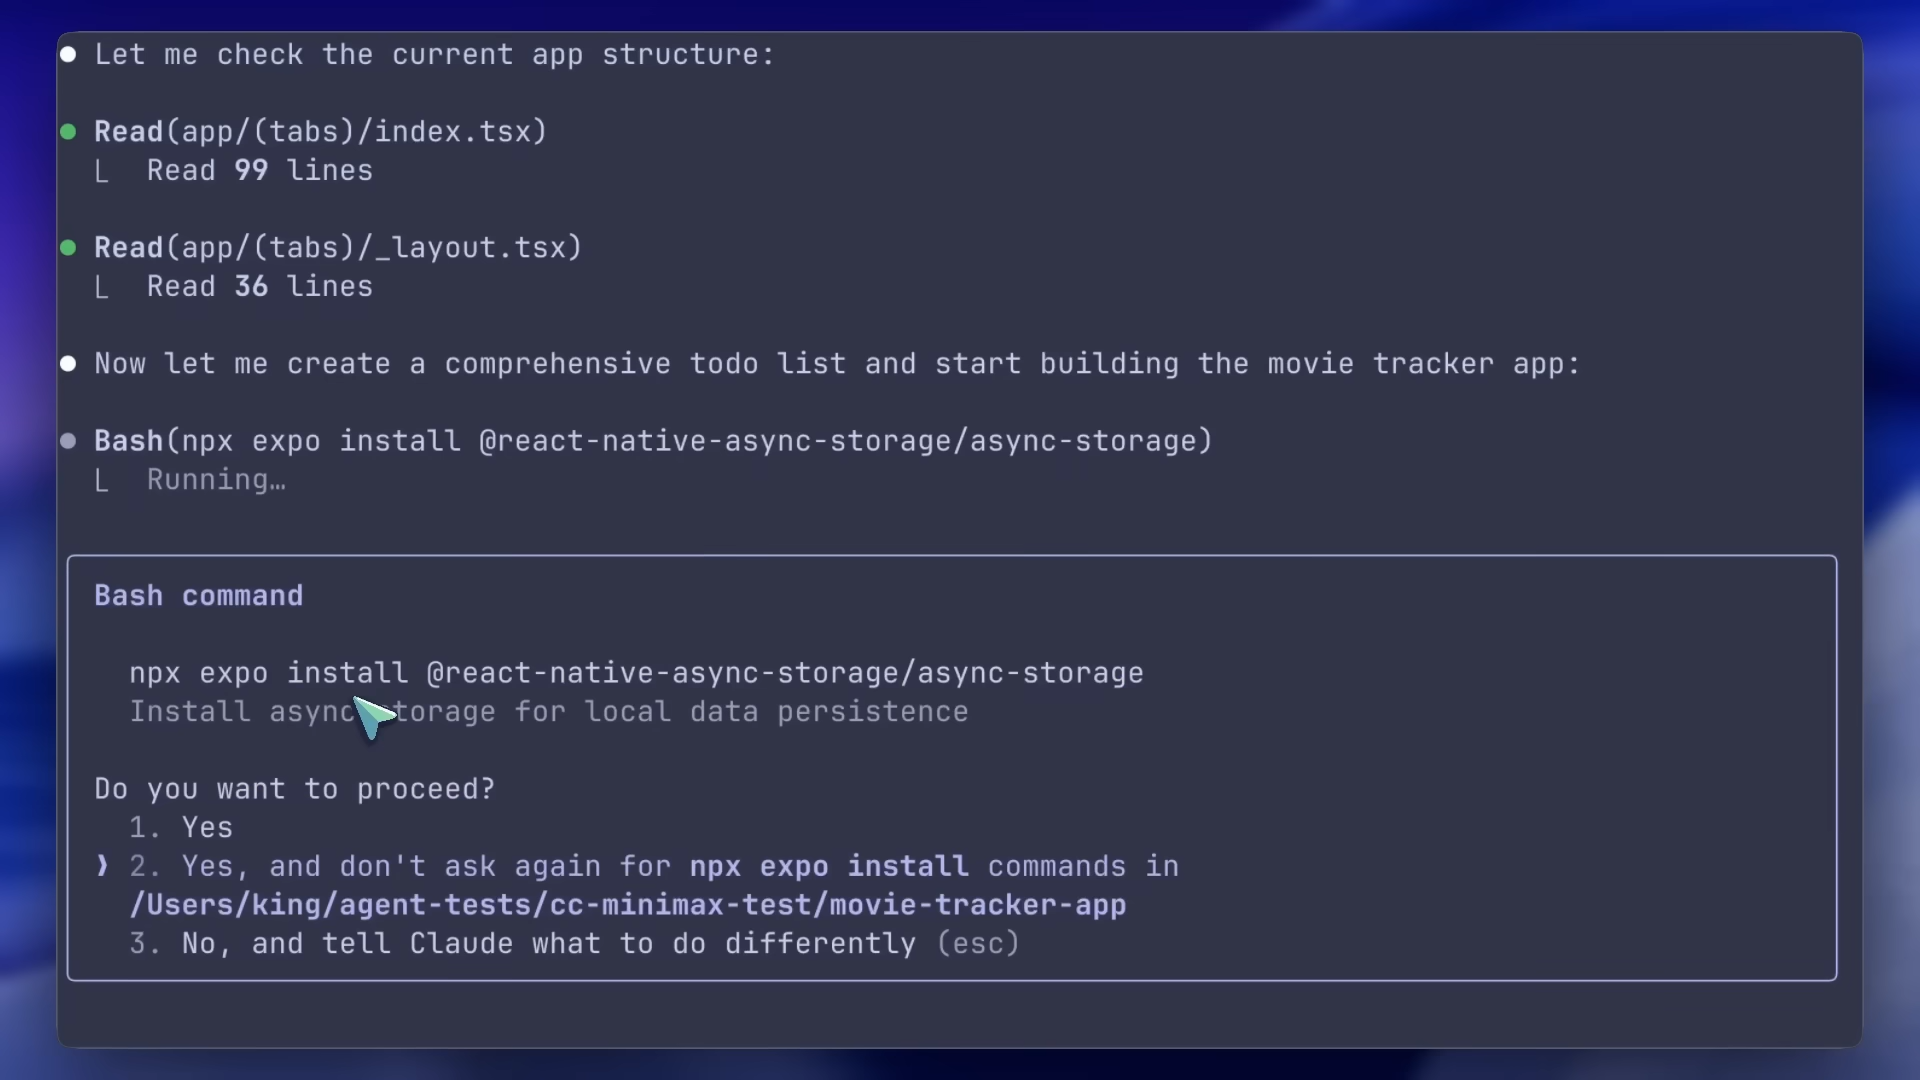 ● Let me check the current app structure:
● Read(app/(tabs)/index.tsx)
⎿  Read 99 lines
● Read(app/(tabs)/_layout.tsx)
⎿  Read 36 lines
● Now let me create a comprehensive todo list and start building the movie tracker app:
● Bash(npx expo install @react-native-async-storage/async-storage)
⎿  Running…
Bash command
npx expo install @react-native-async-storage/async-storage
Install async torage for local data persistence
Do you want to proceed?
1. Yes
❯ 2. Yes, and don't ask again for npx expo install commands in
/Users/king/agent-tests/cc-minimax-test/movie-tracker-app
3. No, and tell Claude what to do differently (esc)